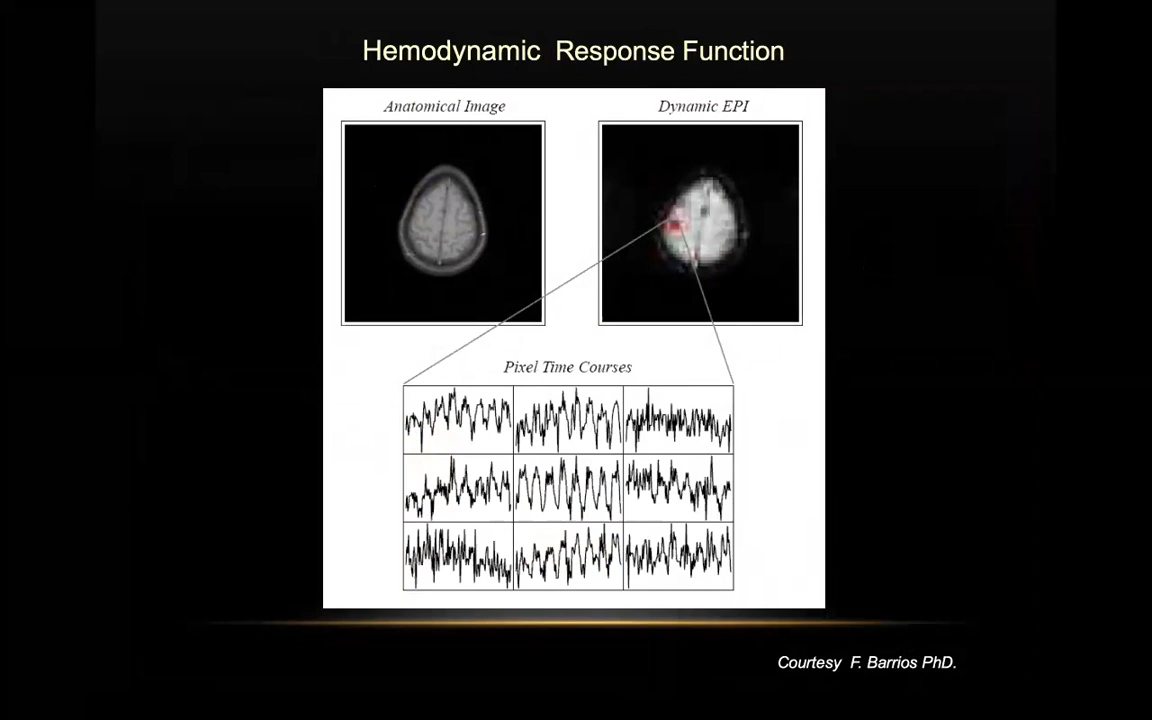 Hemodynamic Response Function
Anatomical Image
Dynamic EPI
Pixel Time Courses
Courtesy F. Barrios PhD.